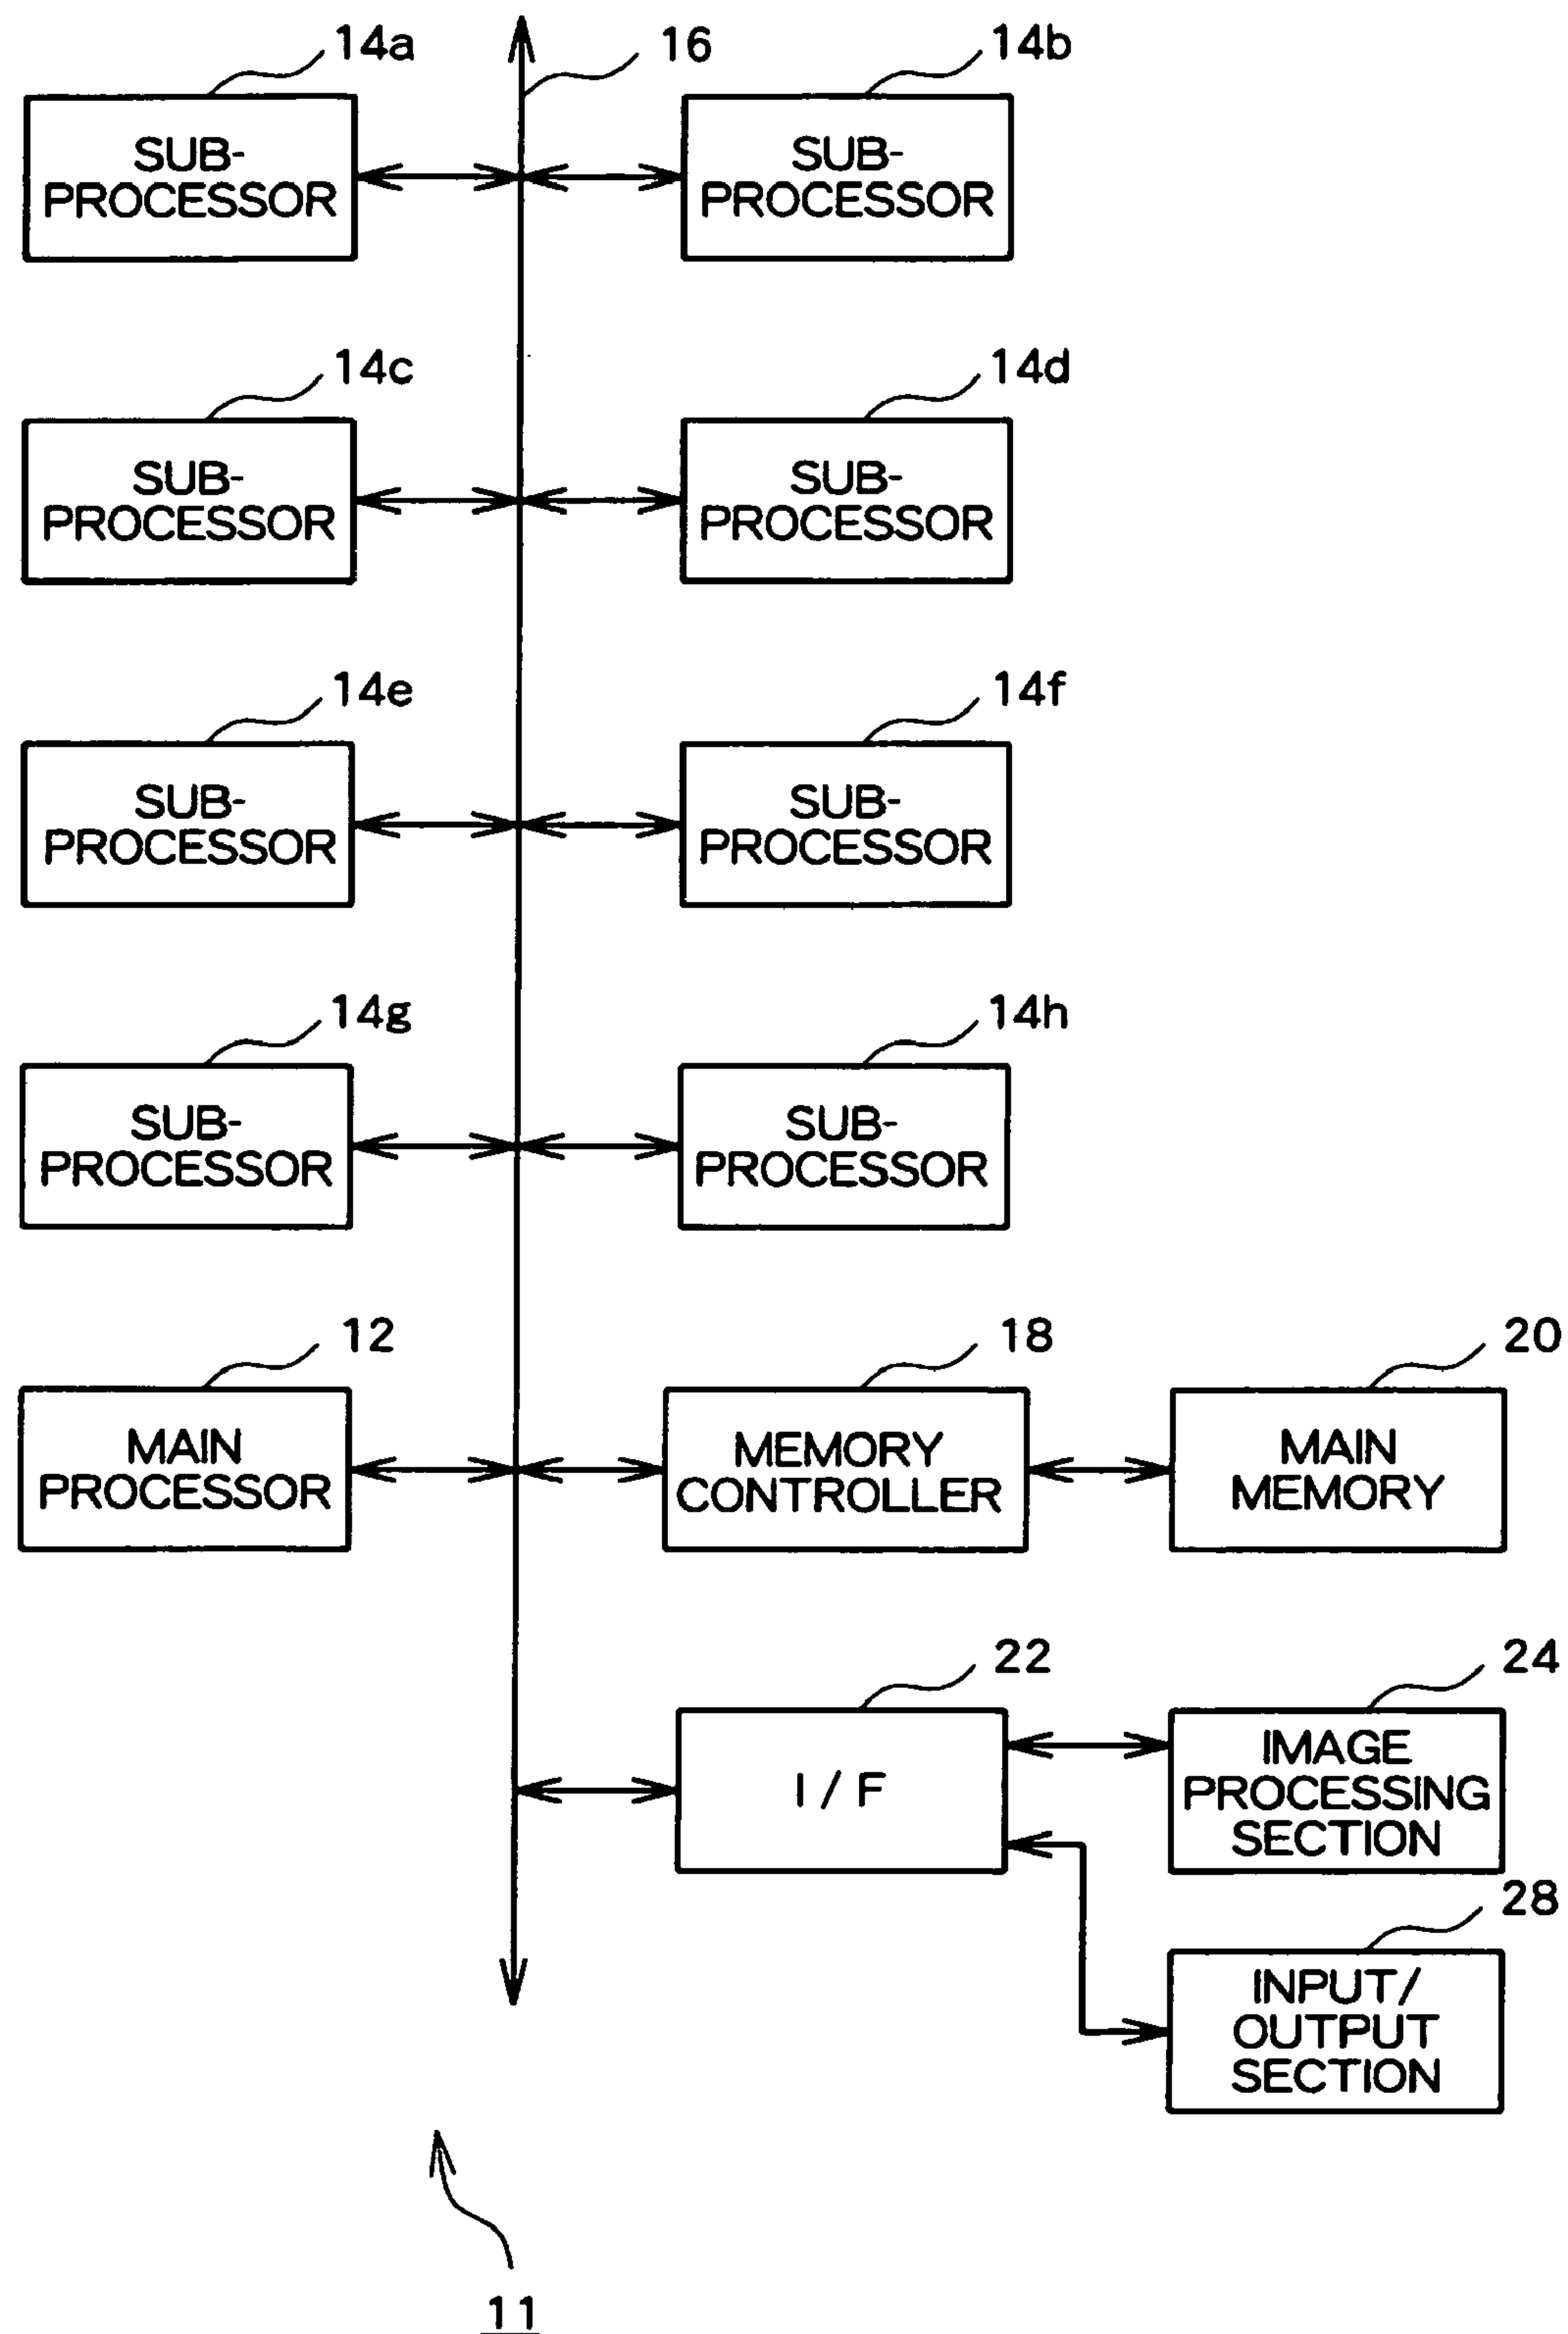 14a
16
14b
SUB-
PROCESSOR
SUB-
PROCESSOR
14c
14d
SUB-
PROCESSOR
SUB-
PROCESSOR
14e
14f
SUB-
PROCESSOR
SUB-
PROCESSOR
14g
14h
SUB-
PROCESSOR
SUB-
PROCESSOR
12
18
20
MAIN
PROCESSOR
MEMORY
CONTROLLER
MAIN
MEMORY
22
24
I / F
IMAGE
PROCESSING
SECTION
28
INPUT/
OUTPUT
SECTION
11